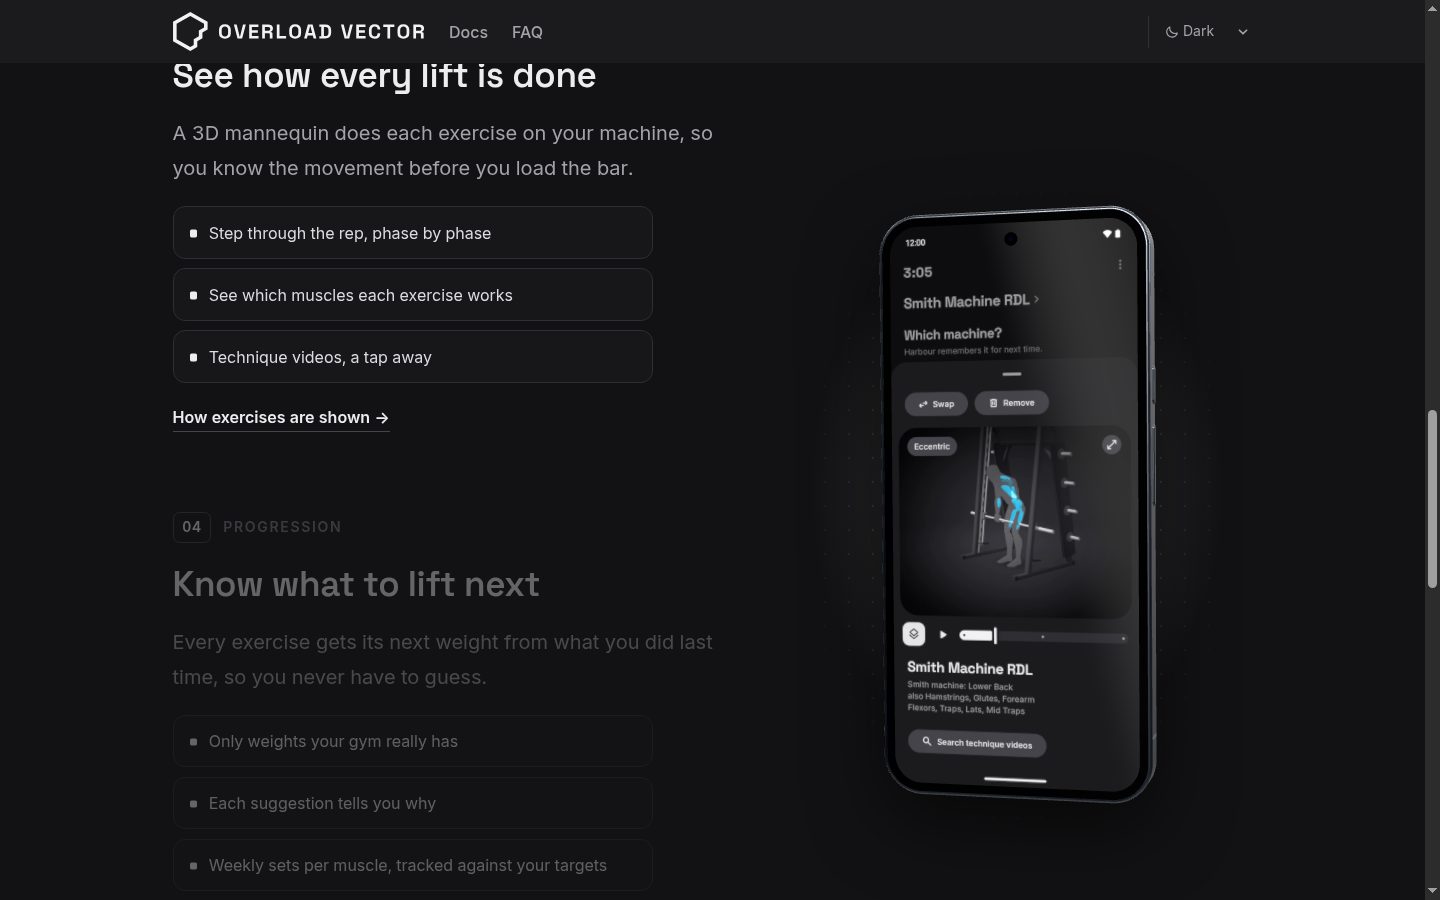 OVERLOAD VECTOR
Docs
FAQ
Dark
See how every lift is done
A 3D mannequin does each exercise on your machine, so
you know the movement before you load the bar.
Step through the rep, phase by phase
See which muscles each exercise works
Technique videos, a tap away
How exercises are shown →
04 PROGRESSION
Know what to lift next
Every exercise gets its next weight from what you did last
time, so you never have to guess.
Only weights your gym really has
Each suggestion tells you why
Weekly sets per muscle, tracked against your targets
12:00
3:05
Smith Machine RDL >
Which machine?
Harbour remembers it for next time.
Swap
Remove
Eccentric
Smith Machine RDL
Smith machine: Lower Back
also Hamstrings, Glutes, Forearm
Flexors, Traps, Lats, Mid Traps
Search technique videos